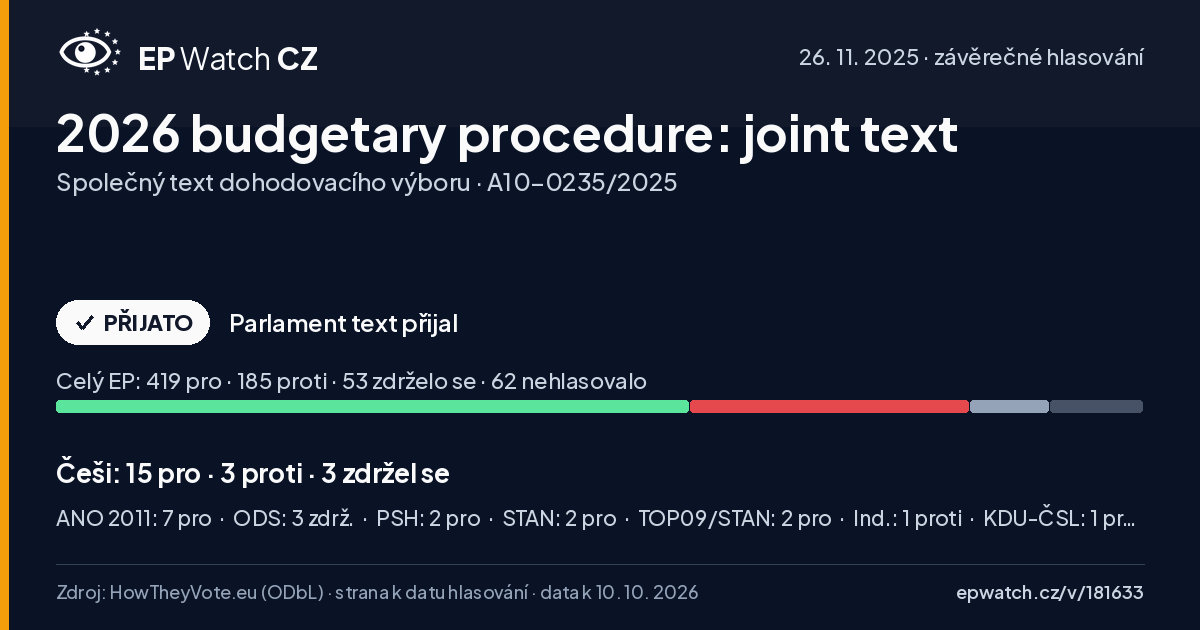 EP Watch CZ
26. 11. 2025 · závěrečné hlasování
2026 budgetary procedure: joint text
Společný text dohodovacího výboru · A10-0235/2025
✓ PŘIJATO
Parlament text přijal
Celý EP: 419 pro · 185 proti · 53 zdrželo se · 62 nehlasovalo
Češi: 15 pro · 3 proti · 3 zdržel se
ANO 2011: 7 pro · ODS: 3 zdrž. · PSH: 2 pro · STAN: 2 pro · TOP09/STAN: 2 pro · Ind.: 1 proti · KDU-ČSL: 1 pr…
Zdroj: HowTheyVote.eu (ODbL) · strana k datu hlasování · data k 10. 10. 2026
epwatch.cz/v/181633